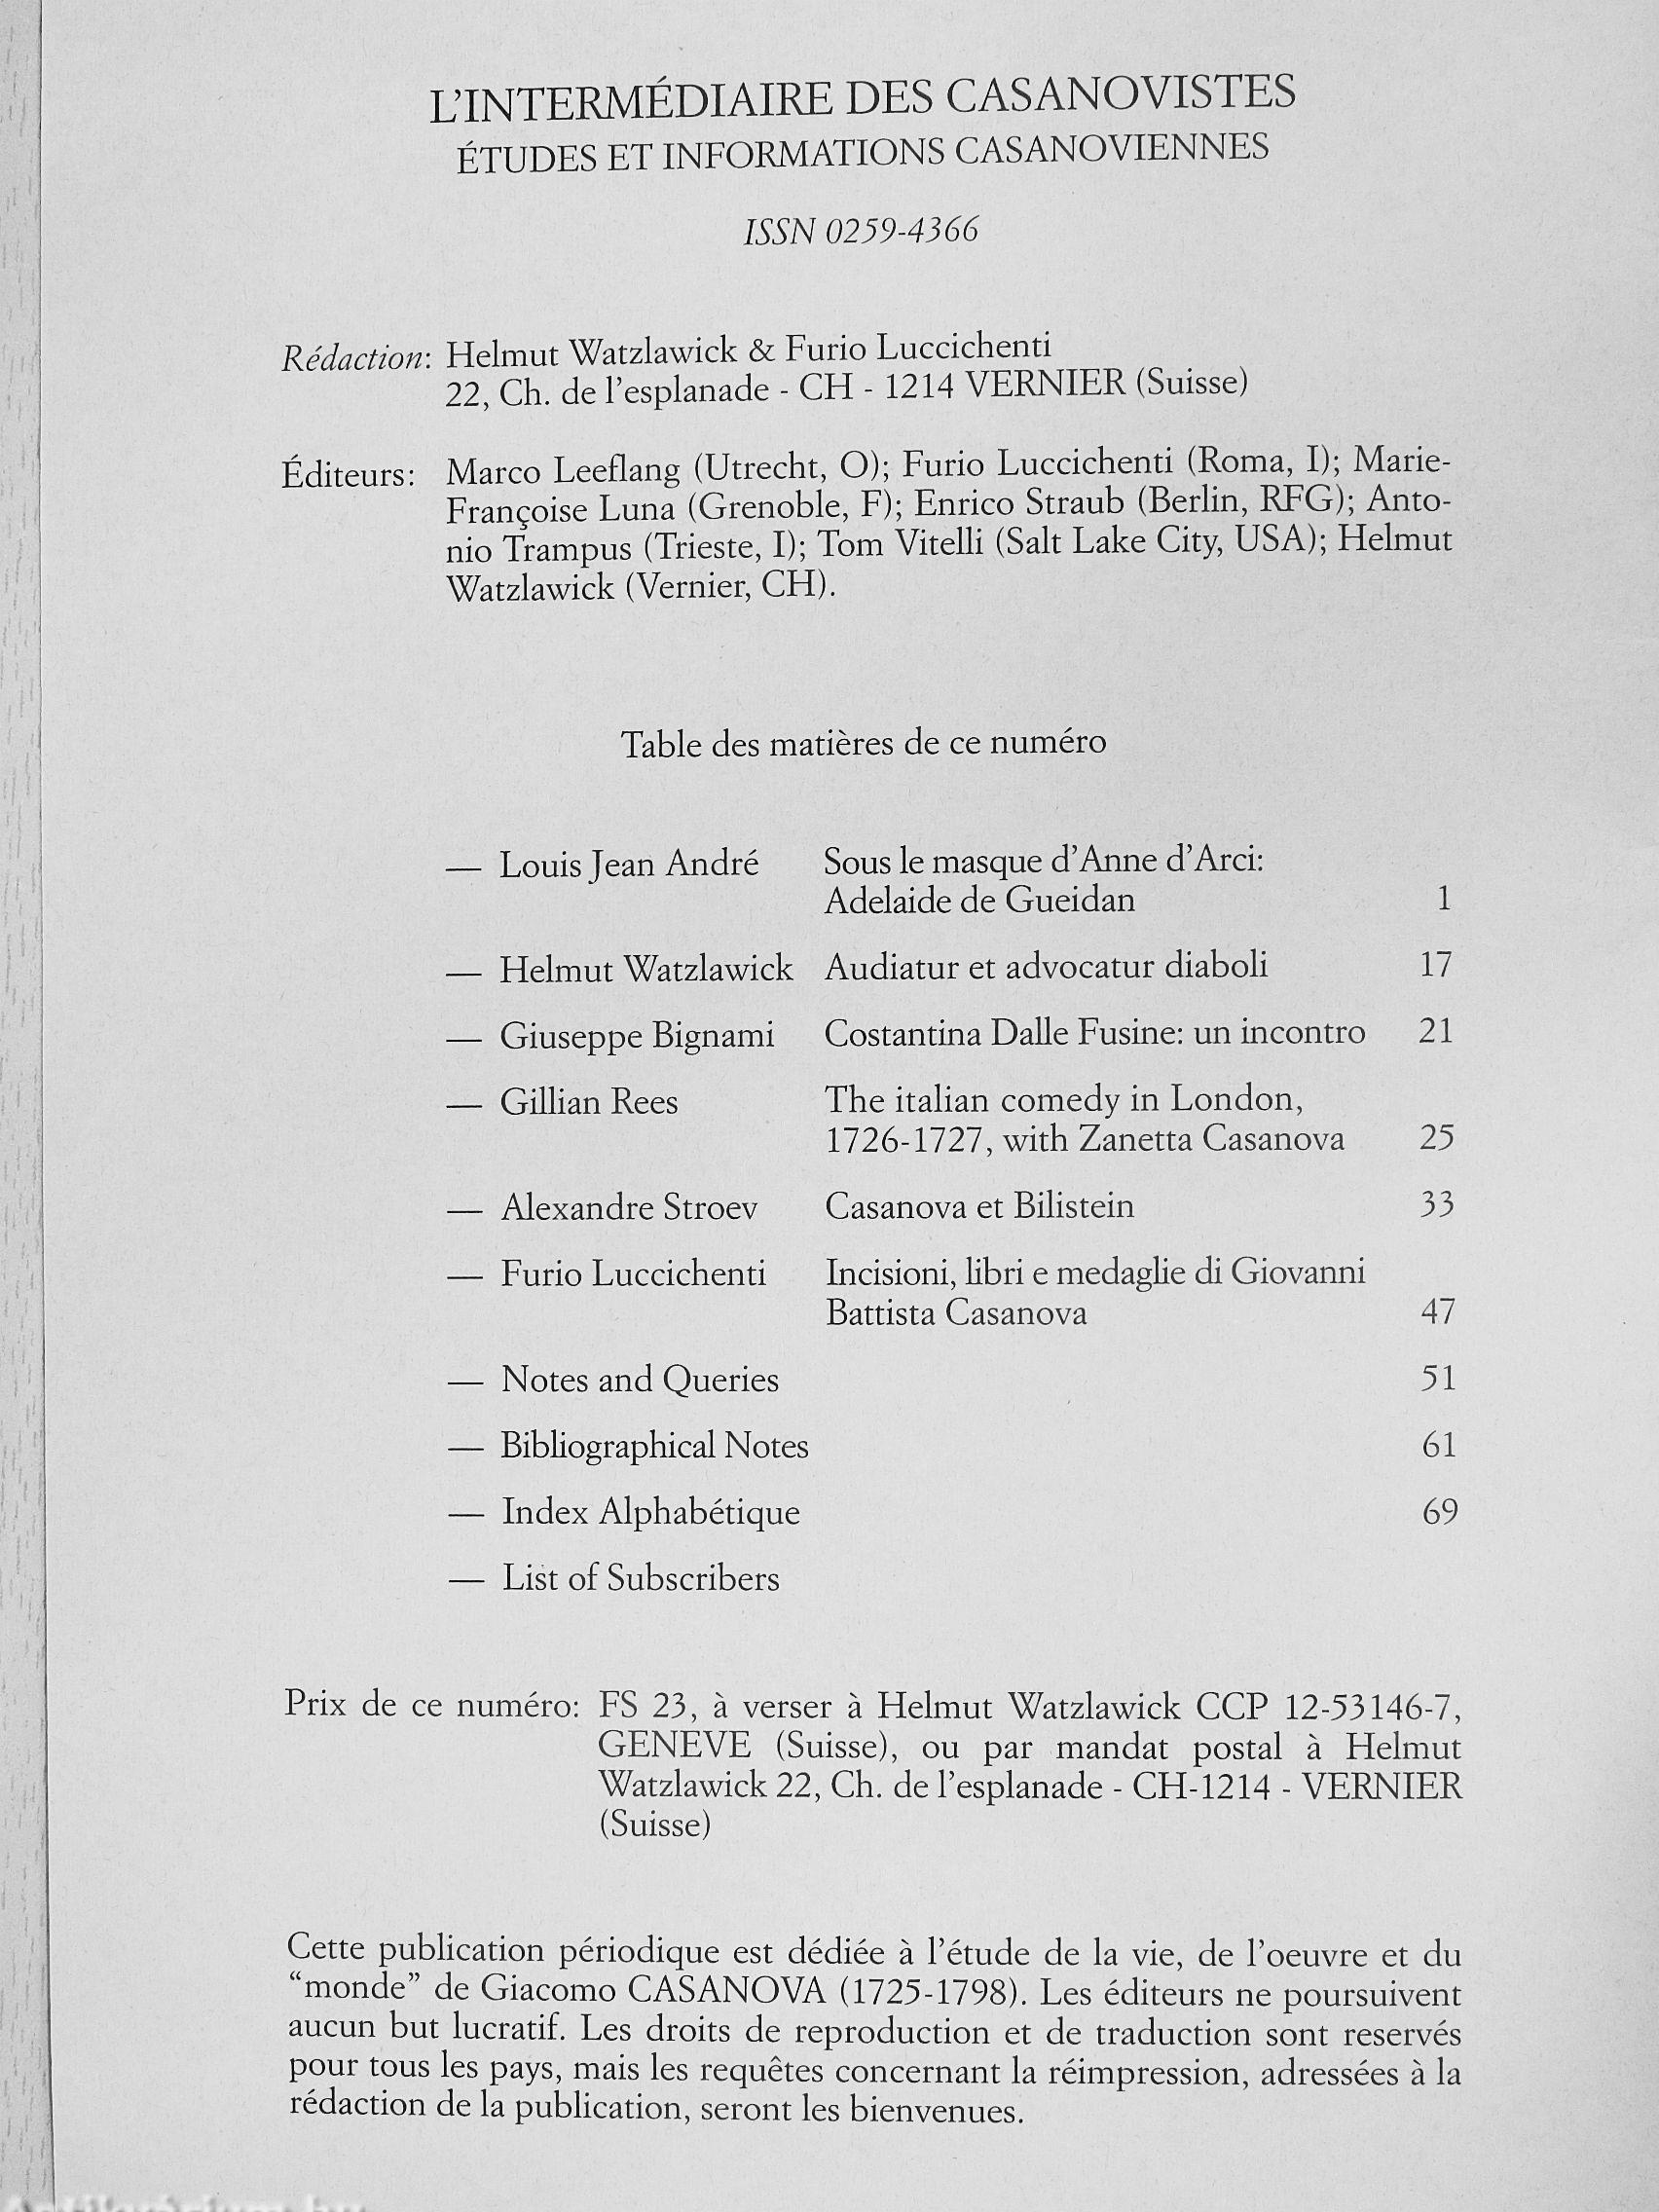 L'INTERMÉDIAIRE DES CASANOVISTES
ÉTUDES ET INFORMATIONS CASANOVIENNES
ISSN 0259-4366
Rédaction: Helmut Watzlawick & Furio Luccichenti
22, Ch. de l'esplanade - CH - 1214 VERNIER (Suisse)
Éditeurs: Marco Leeflang (Utrecht, O); Furio Luccichenti (Roma, I); Marie-
Françoise Luna (Grenoble, F); Enrico Straub (Berlin, RFG); Anto-
nio Trampus (Trieste, I); Tom Vitelli (Salt Lake City, USA); Helmut
Watzlawick (Vernier, CH).
Table des matières de ce numéro
— Louis Jean André Sous le masque d'Anne d'Arci:
Adelaide de Gueidan 1
— Helmut Watzlawick Audiatur et advocatur diaboli 17
— Giuseppe Bignami Costantina Dalle Fusine: un incontro 21
— Gillian Rees The italian comedy in London,
1726-1727, with Zanetta Casanova 25
— Alexandre Stroev Casanova et Bilistein 33
— Furio Luccichenti Incisioni, libri e medaglie di Giovanni
Battista Casanova 47
— Notes and Queries 51
— Bibliographical Notes 61
— Index Alphabétique 69
— List of Subscribers
Prix de ce numéro: FS 23, à verser à Helmut Watzlawick CCP 12-53146-7,
GENEVE (Suisse), ou par mandat postal à Helmut
Watzlawick 22, Ch. de l'esplanade - CH-1214 - VERNIER
(Suisse)
Cette publication périodique est dédiée à l'étude de la vie, de l'oeuvre et du
“monde” de Giacomo CASANOVA (1725-1798). Les éditeurs ne poursuivent
aucun but lucratif. Les droits de reproduction et de traduction sont reservés
pour tous les pays, mais les requêtes concernant la réimpression, adressées à la
rédaction de la publication, seront les bienvenues.